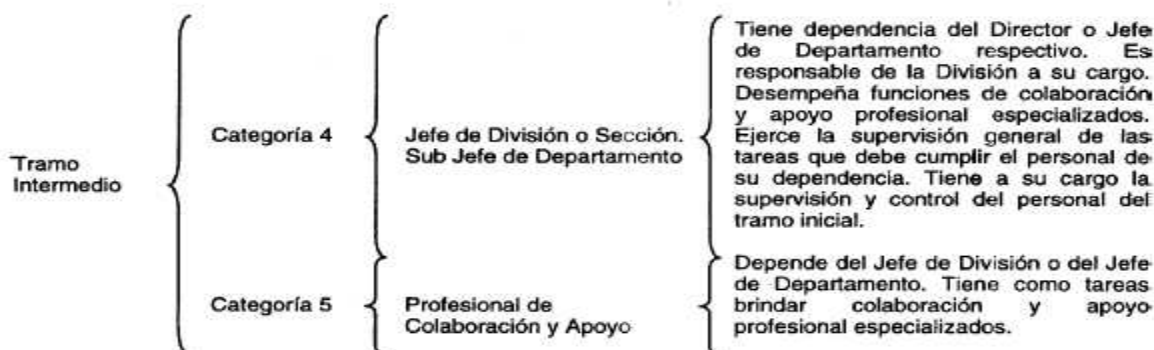 Tramo
Intermedio
Categoría 4
Jefe de División o Sección.
Sub Jefe de Departamento
Tiene dependencia del Director o Jefe
de Departamento respectivo. Es
responsable de la División a su cargo.
Desempeña funciones de colaboración
y apoyo profesional especializados.
Ejerce la supervisión general de las
tareas que debe cumplir el personal de
su dependencia. Tiene a su cargo la
supervisión y control del personal del
tramo inicial.
Categoría 5
Profesional de
Colaboración y Apoyo
Depende del Jefe de División o del Jefe
de Departamento. Tiene como tareas
brindar colaboración y apoyo
profesional especializados.